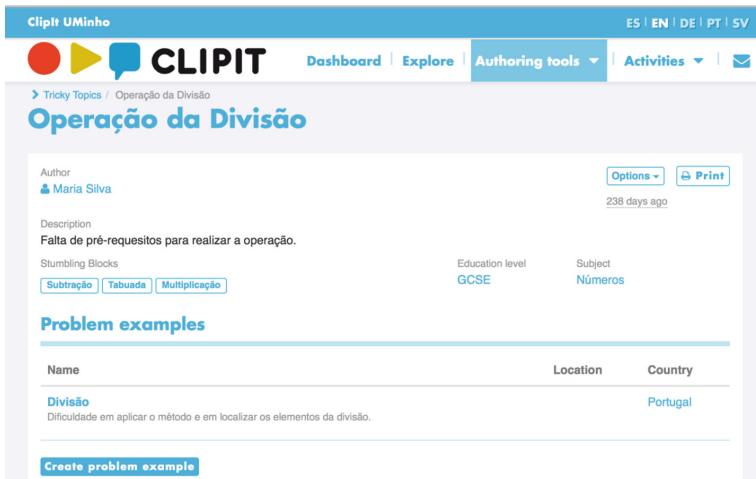 ClipIt UMinho
ES | EN | DE | PT | SV
CLIPIT
Dashboard | Explore | Authoring tools | Activities
Tricky Topics / Operação da Divisão
Operação da Divisão
Author
Options
Print
Maria Silva
238 days ago
Description
Falta de pré-requesitos para realizar a operação.
Stumbling Blocks
Education level
Subject
Subtração
Tabuada
Multiplicação
GCSE
Números
Problem examples
Name
Location
Country
Divisão
Portugal
Dificuldade em aplicar o método e em localizar os elementos da divisão.
Create problem example